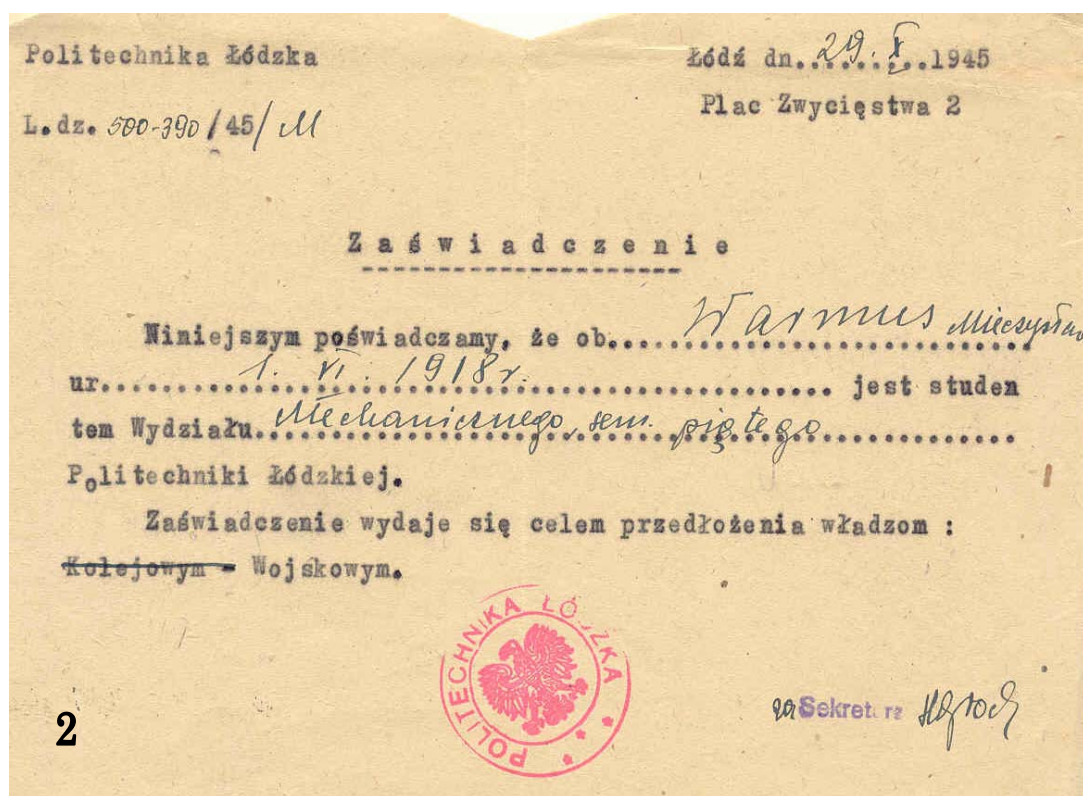 Politechnika Łódzka
Łódź dn. 29. X. 1945
Plac Zwycięstwa 2
L.dz. 500-390/45/M
Zaświadczenie
Niniejszym poświadczamy, że ob. Warmus Mieczysław
ur. 1. VI. 1918 r. jest studen
tem Wydziału Mechanicznego, sem. piątego
Politechniki Łódzkiej.
Zaświadczenie wydaje się celem przedłożenia władzom :
Kolejowym - Wojskowym.
POLITECHNIKA ŁÓDZKA
za Sekretarz
2